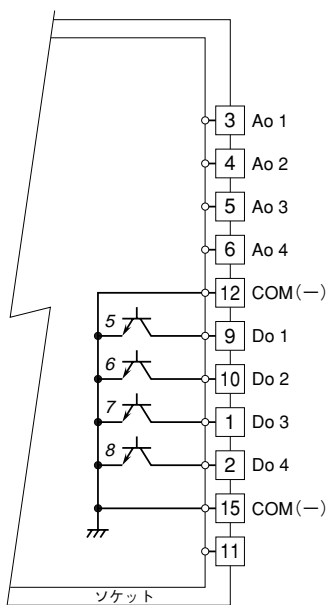 3 Ao 1
4 Ao 2
5 Ao 3
6 Ao 4
12 COM(－)
5 9 Do 1
6 10 Do 2
7 1 Do 3
8 2 Do 4
15 COM(－)
11
ソケット